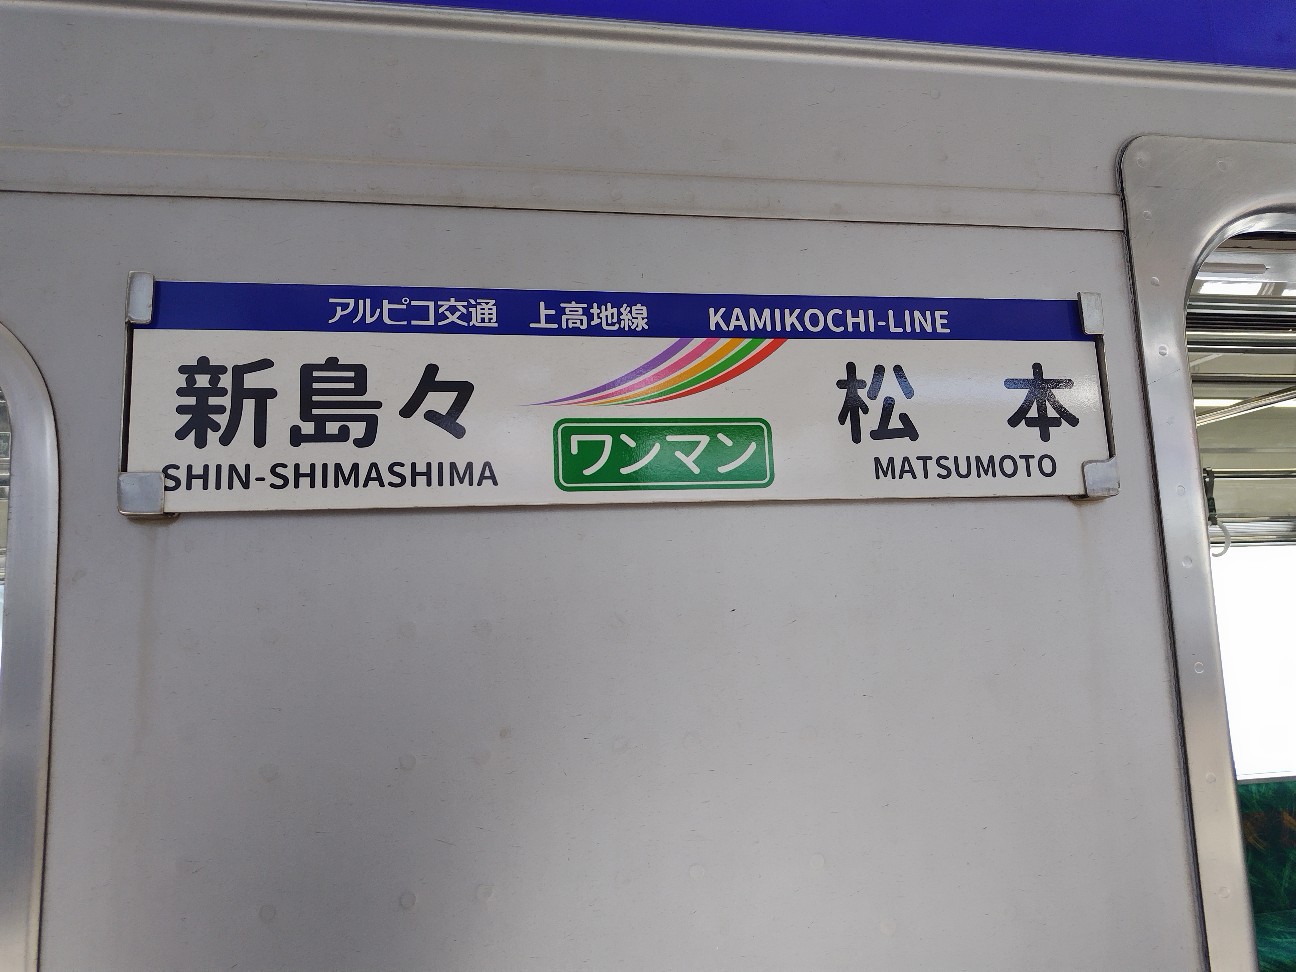 アルピコ交通 上高地線 KAMIKOCHI-LINE
新島々 松本
ワンマン
SHIN-SHIMASHIMA MATSUMOTO